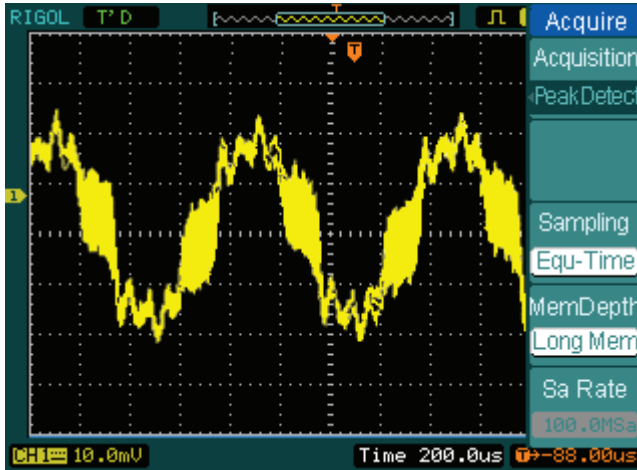 RIGOL T'D
T
Acquire
Acquisition
PeakDetect
T
1
Sampling
Equ-Time
MemDepth
Long Mem
Sa Rate
100.0MSa
CH1 10.0mV Time 200.0us T→-88.00us